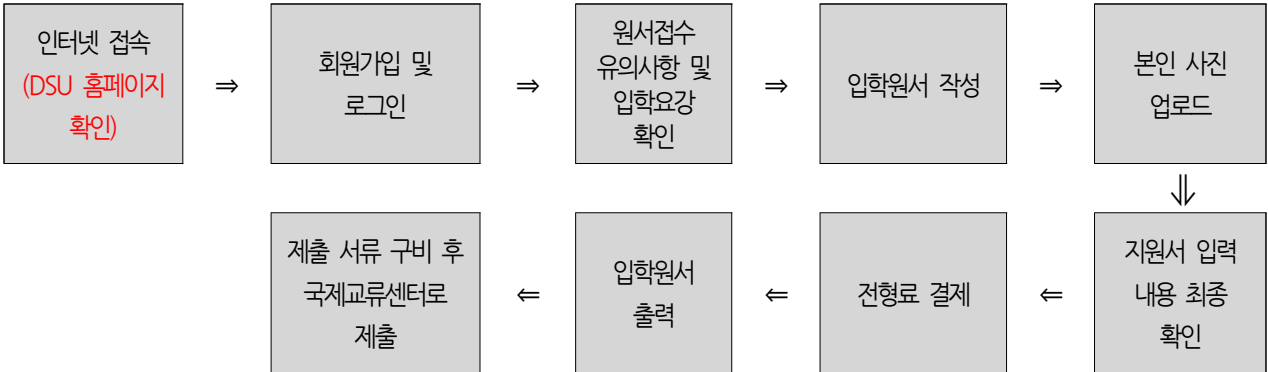 인터넷 접속
(DSU 홈페이지
확인)
⇒
회원가입 및
로그인
⇒
원서접수
유의사항 및
입학요강
확인
⇒
입학원서 작성
⇒
본인 사진
업로드
⇓
지원서 입력
내용 최종
확인
⇐
전형료 결제
⇐
입학원서
출력
⇐
제출 서류 구비 후
국제교류센터로
제출